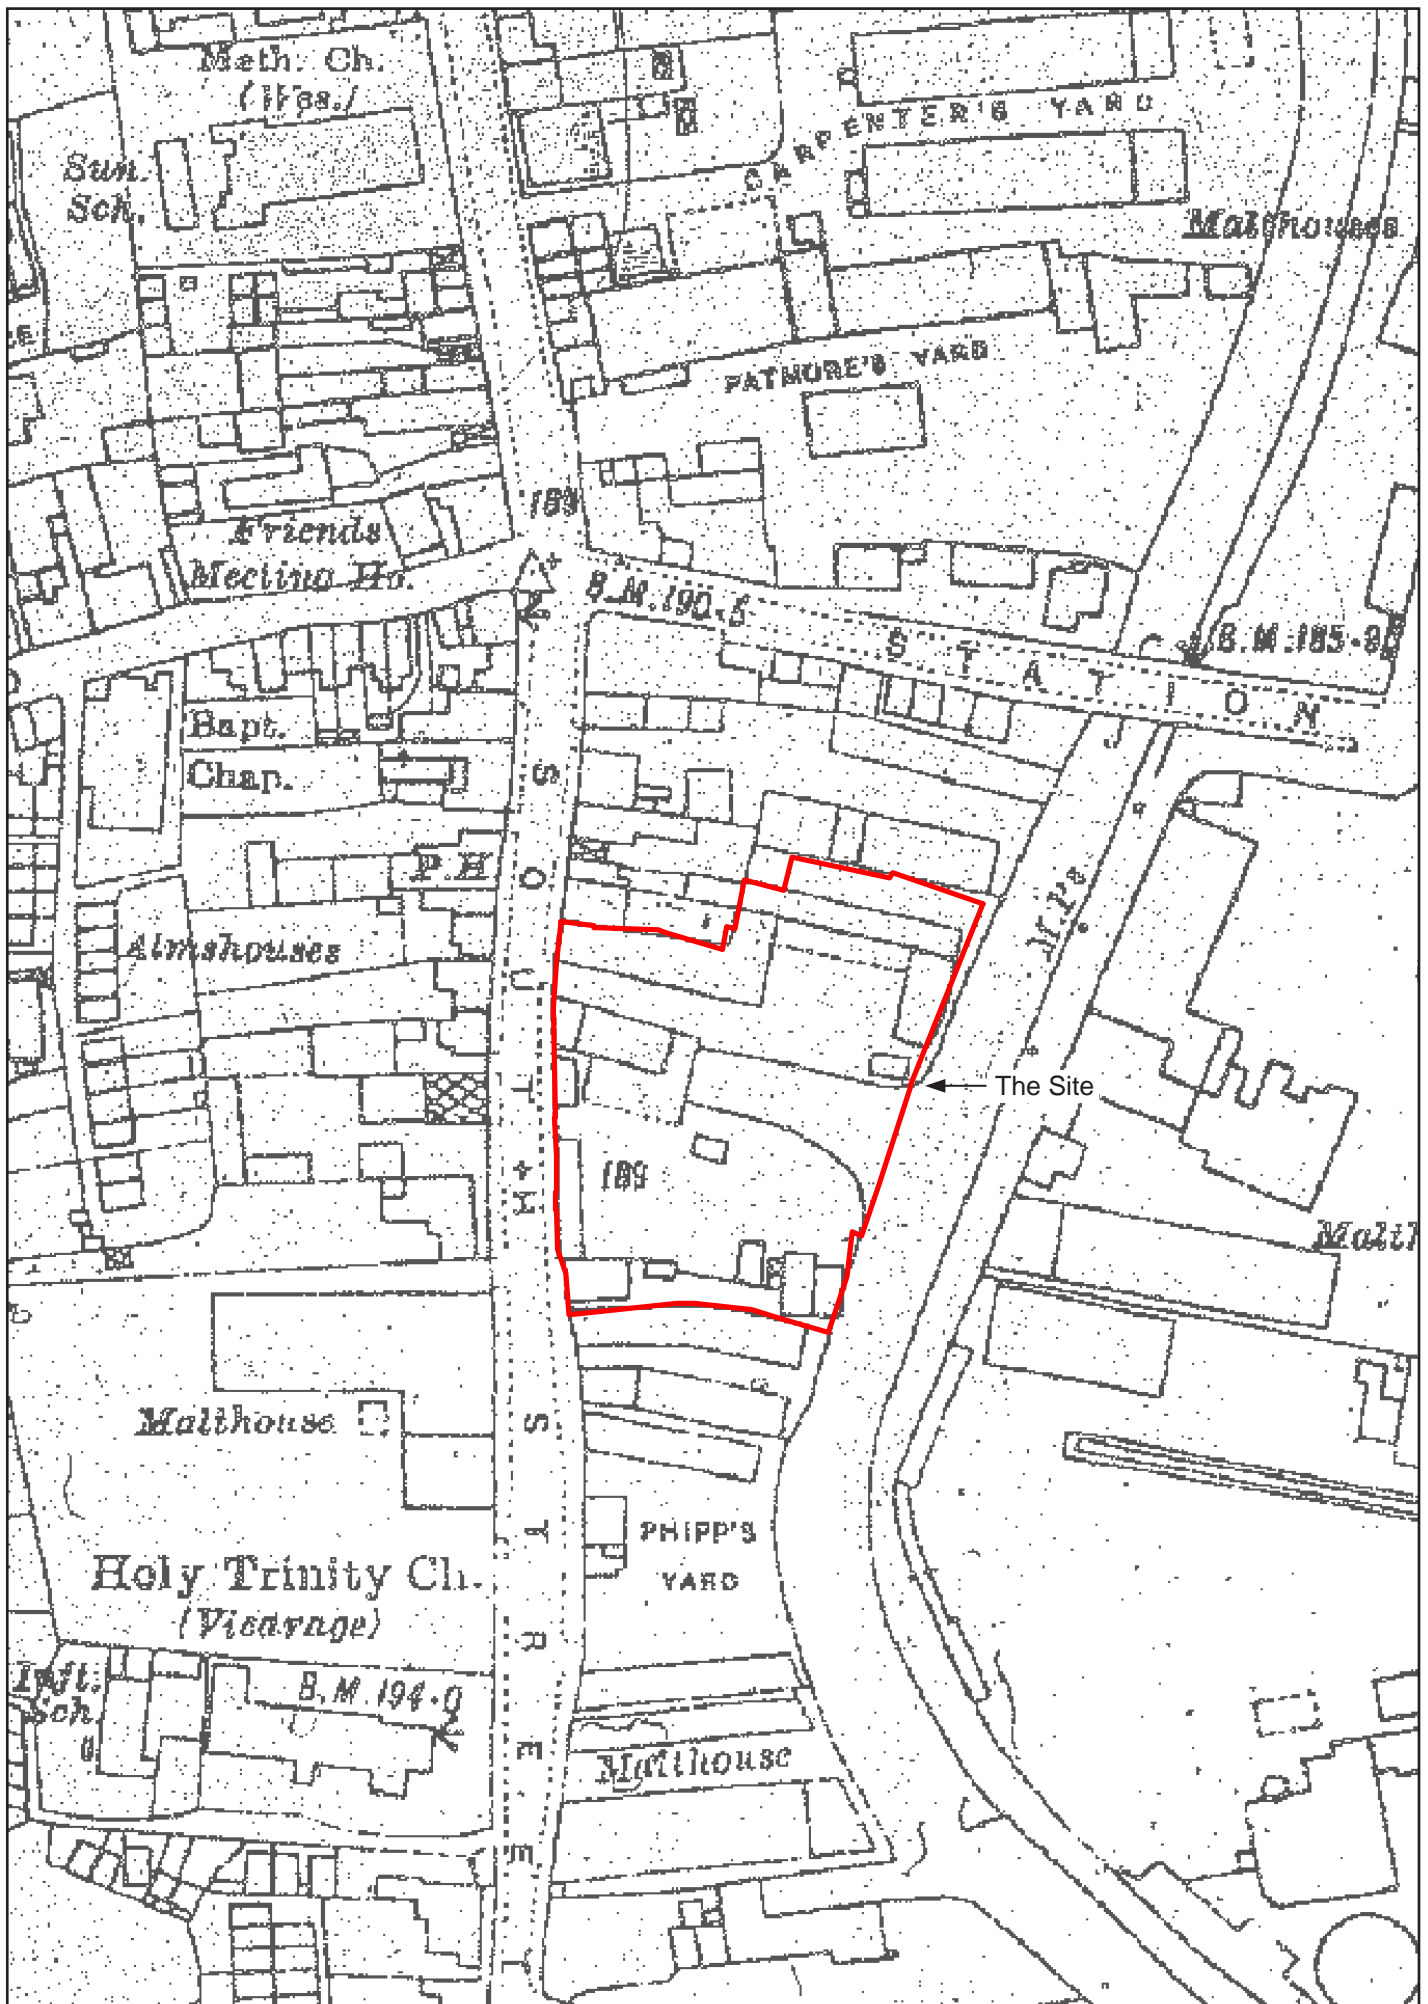 Meth. Ch.
(Wes.)
Sun.
Sch.
CARPENTER'S YARD
Malthouses
PATMORE'S YARD
189
Friends
Meeting Ho.
B.M.190·5
B.M.185·9
STATION
Bapt.
Chap.
P H
Almshouses
SOUTH STREET
M.P's
The Site
189
Malth
Malthouse
PHIPP'S
YARD
Holy Trinity Ch.
(Vicarage)
Inft.
Sch.
B.M.194·0
Malthouse